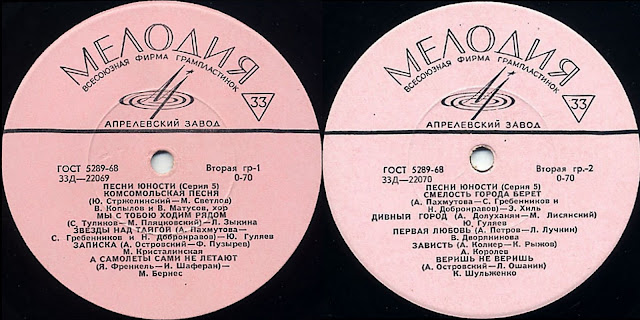 МЕЛОДИЯ
ВСЕСОЮЗНАЯ ФИРМА ГРАМПЛАСТИНОК
33
АПРЕЛЕВСКИЙ ЗАВОД
ГОСТ 5289-68
Вторая гр-1
33Д-22069
0-70
ПЕСНИ ЮНОСТИ (Серия 5)
КОМСОМОЛЬСКАЯ ПЕСНЯ
(Ю. Стржелинский—М. Светлов)
В. Копылов и В. Матусов, хор
МЫ С ТОБОЮ ХОДИМ РЯДОМ
(С. Туликов—М. Пляцковский)—Л. Зыкина
ЗВЕЗДЫ НАД ТАЙГОЙ (А. Пахмутова—
С. Гребенников и Н. Добронравов)—Ю. Гуляев
ЗАПИСКА (А. Островский—Ф. Пузырев)
М. Кристалинская
А САМОЛЕТЫ САМИ НЕ ЛЕТАЮТ
(Я. Френкель—И. Шаферан)—
М. Бернес
МЕЛОДИЯ
ВСЕСОЮЗНАЯ ФИРМА ГРАМПЛАСТИНОК
33
АПРЕЛЕВСКИЙ ЗАВОД
ГОСТ 5289-68
Вторая гр.-2
33Д-22070
0-70
ПЕСНИ ЮНОСТИ (Серия 5)
СМЕЛОСТЬ ГОРОДА БЕРЕТ
(А. Пахмутова—С. Гребенников и
Н. Добронравов)—Э. Хиль
ДИВНЫЙ ГОРОД (А. Долуханян—М. Лисянский)
Ю. Гуляев
ПЕРВАЯ ЛЮБОВЬ (А. Петров—Л. Лучкин)
В. Дворянинова
ЗАВИСТЬ (А. Колкер—К. Рыжов)
А. Королев
ВЕРИШЬ НЕ ВЕРИШЬ
(А. Островский—Л. Ошанин)
К. Шульженко